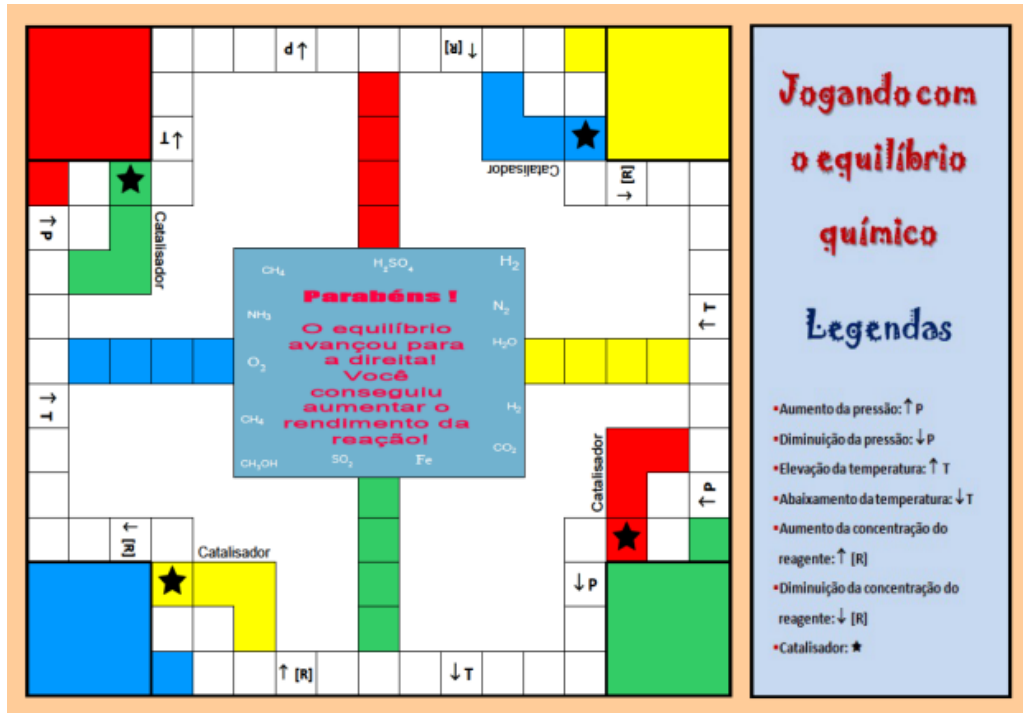 ↓ P
↑ [R]
↓ T
Catalisador
↓ [R]
↑ P
Catalisador
↑ T
CH₄
H₂SO₄
H₂
Parabéns !
NH₃
N₂
O equilíbrio
avançou para
a direita!
Você
conseguiu
aumentar o
rendimento da
reação!
H₂O
O₂
H₂
CH₄
CO₂
CH₃OH
SO₂
Fe
↑ T
Catalisador
↑ P
↓ [R]
Catalisador
↓ P
↑ [R]
↓ T
Jogando com
o equilíbrio
químico
Legendas
▪Aumento da pressão: ↑ P
▪Diminuição da pressão: ↓ P
▪Elevação da temperatura: ↑ T
▪Abaixamento da temperatura: ↓ T
▪Aumento da concentração do
reagente: ↑ [R]
▪Diminuição da concentração do
reagente: ↓ [R]
▪Catalisador: ★